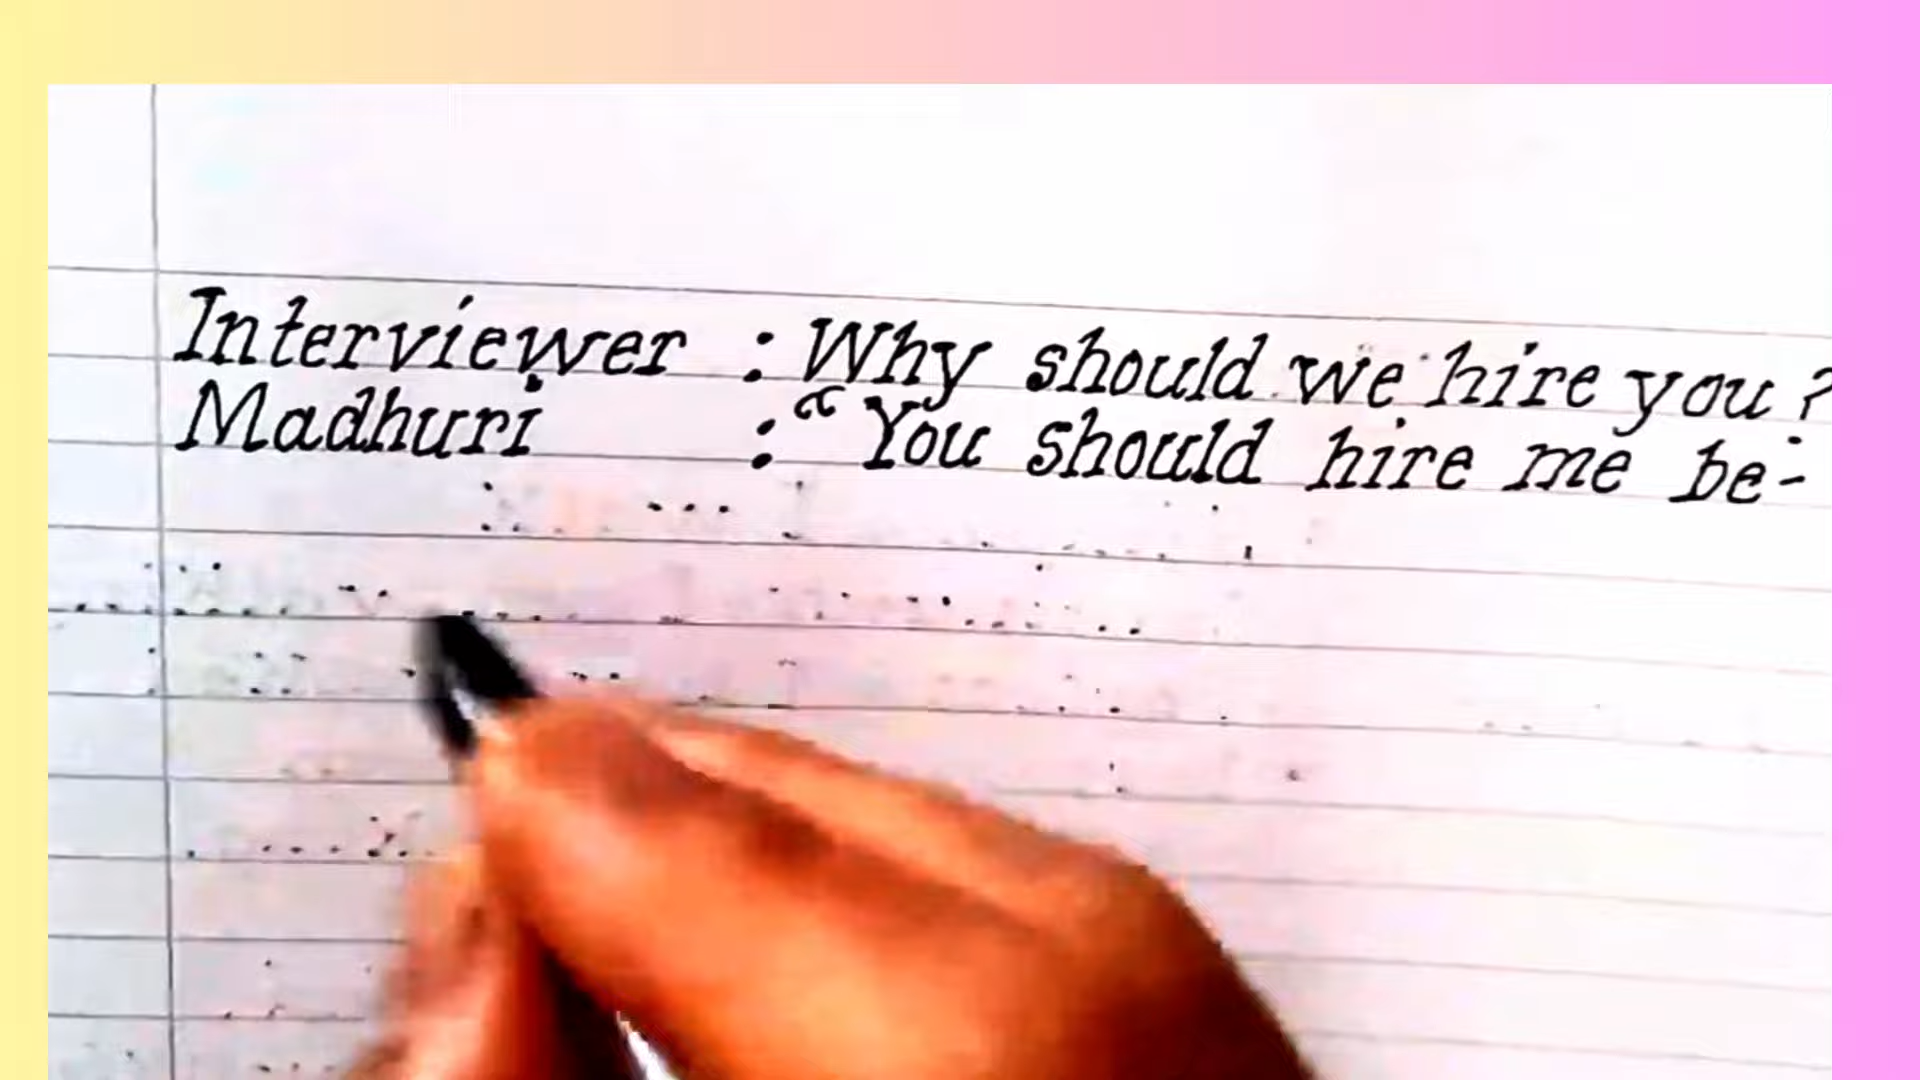 Interviewer : Why should we hire you?
Madhuri : “ You should hire me be-